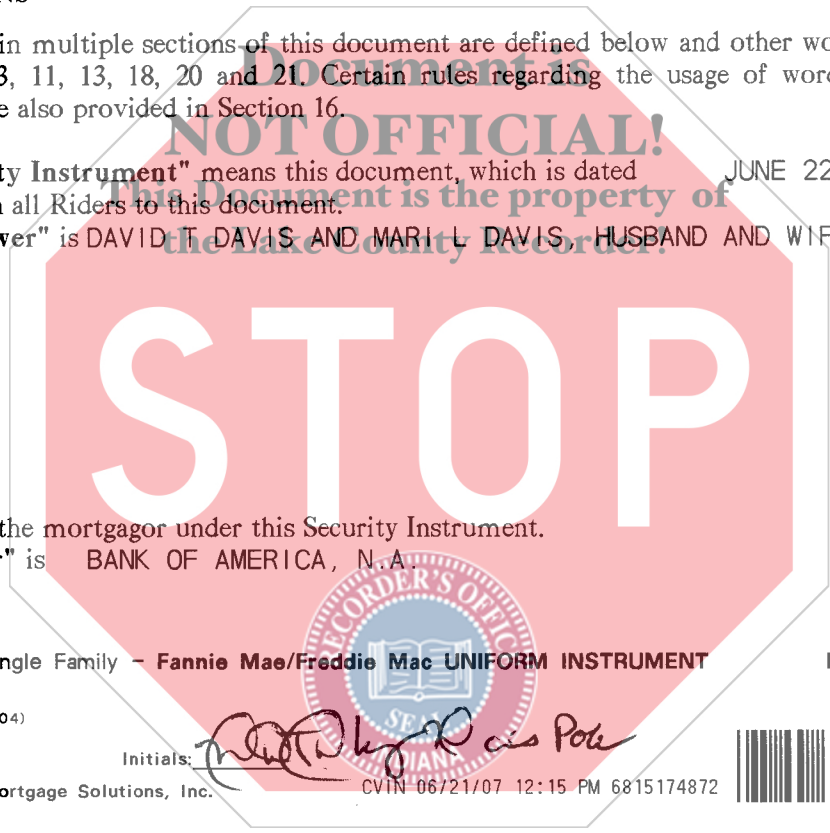 in multiple sections of this document are defined below and other wo
3, 11, 13, 18, 20 and 21. Certain rules regarding the usage of wor
e also provided in Section 16.
Document is
NOT OFFICIAL!
This Document is the property of
the Lake County Recorder!
ty Instrument" means this document, which is dated JUNE 22
all Riders to this document.
ver" is DAVID T DAVIS AND MARI L DAVIS, HUSBAND AND WIF
STOP
the mortgagor under this Security Instrument.
" is BANK OF AMERICA, N.A.
RECORDER'S OFFICE
SEAL
INDIANA
ngle Family - Fannie Mae/Freddie Mac UNIFORM INSTRUMENT
04)
Initials:
ortgage Solutions, Inc.
CVIN 06/21/07 12:15 PM 6815174872